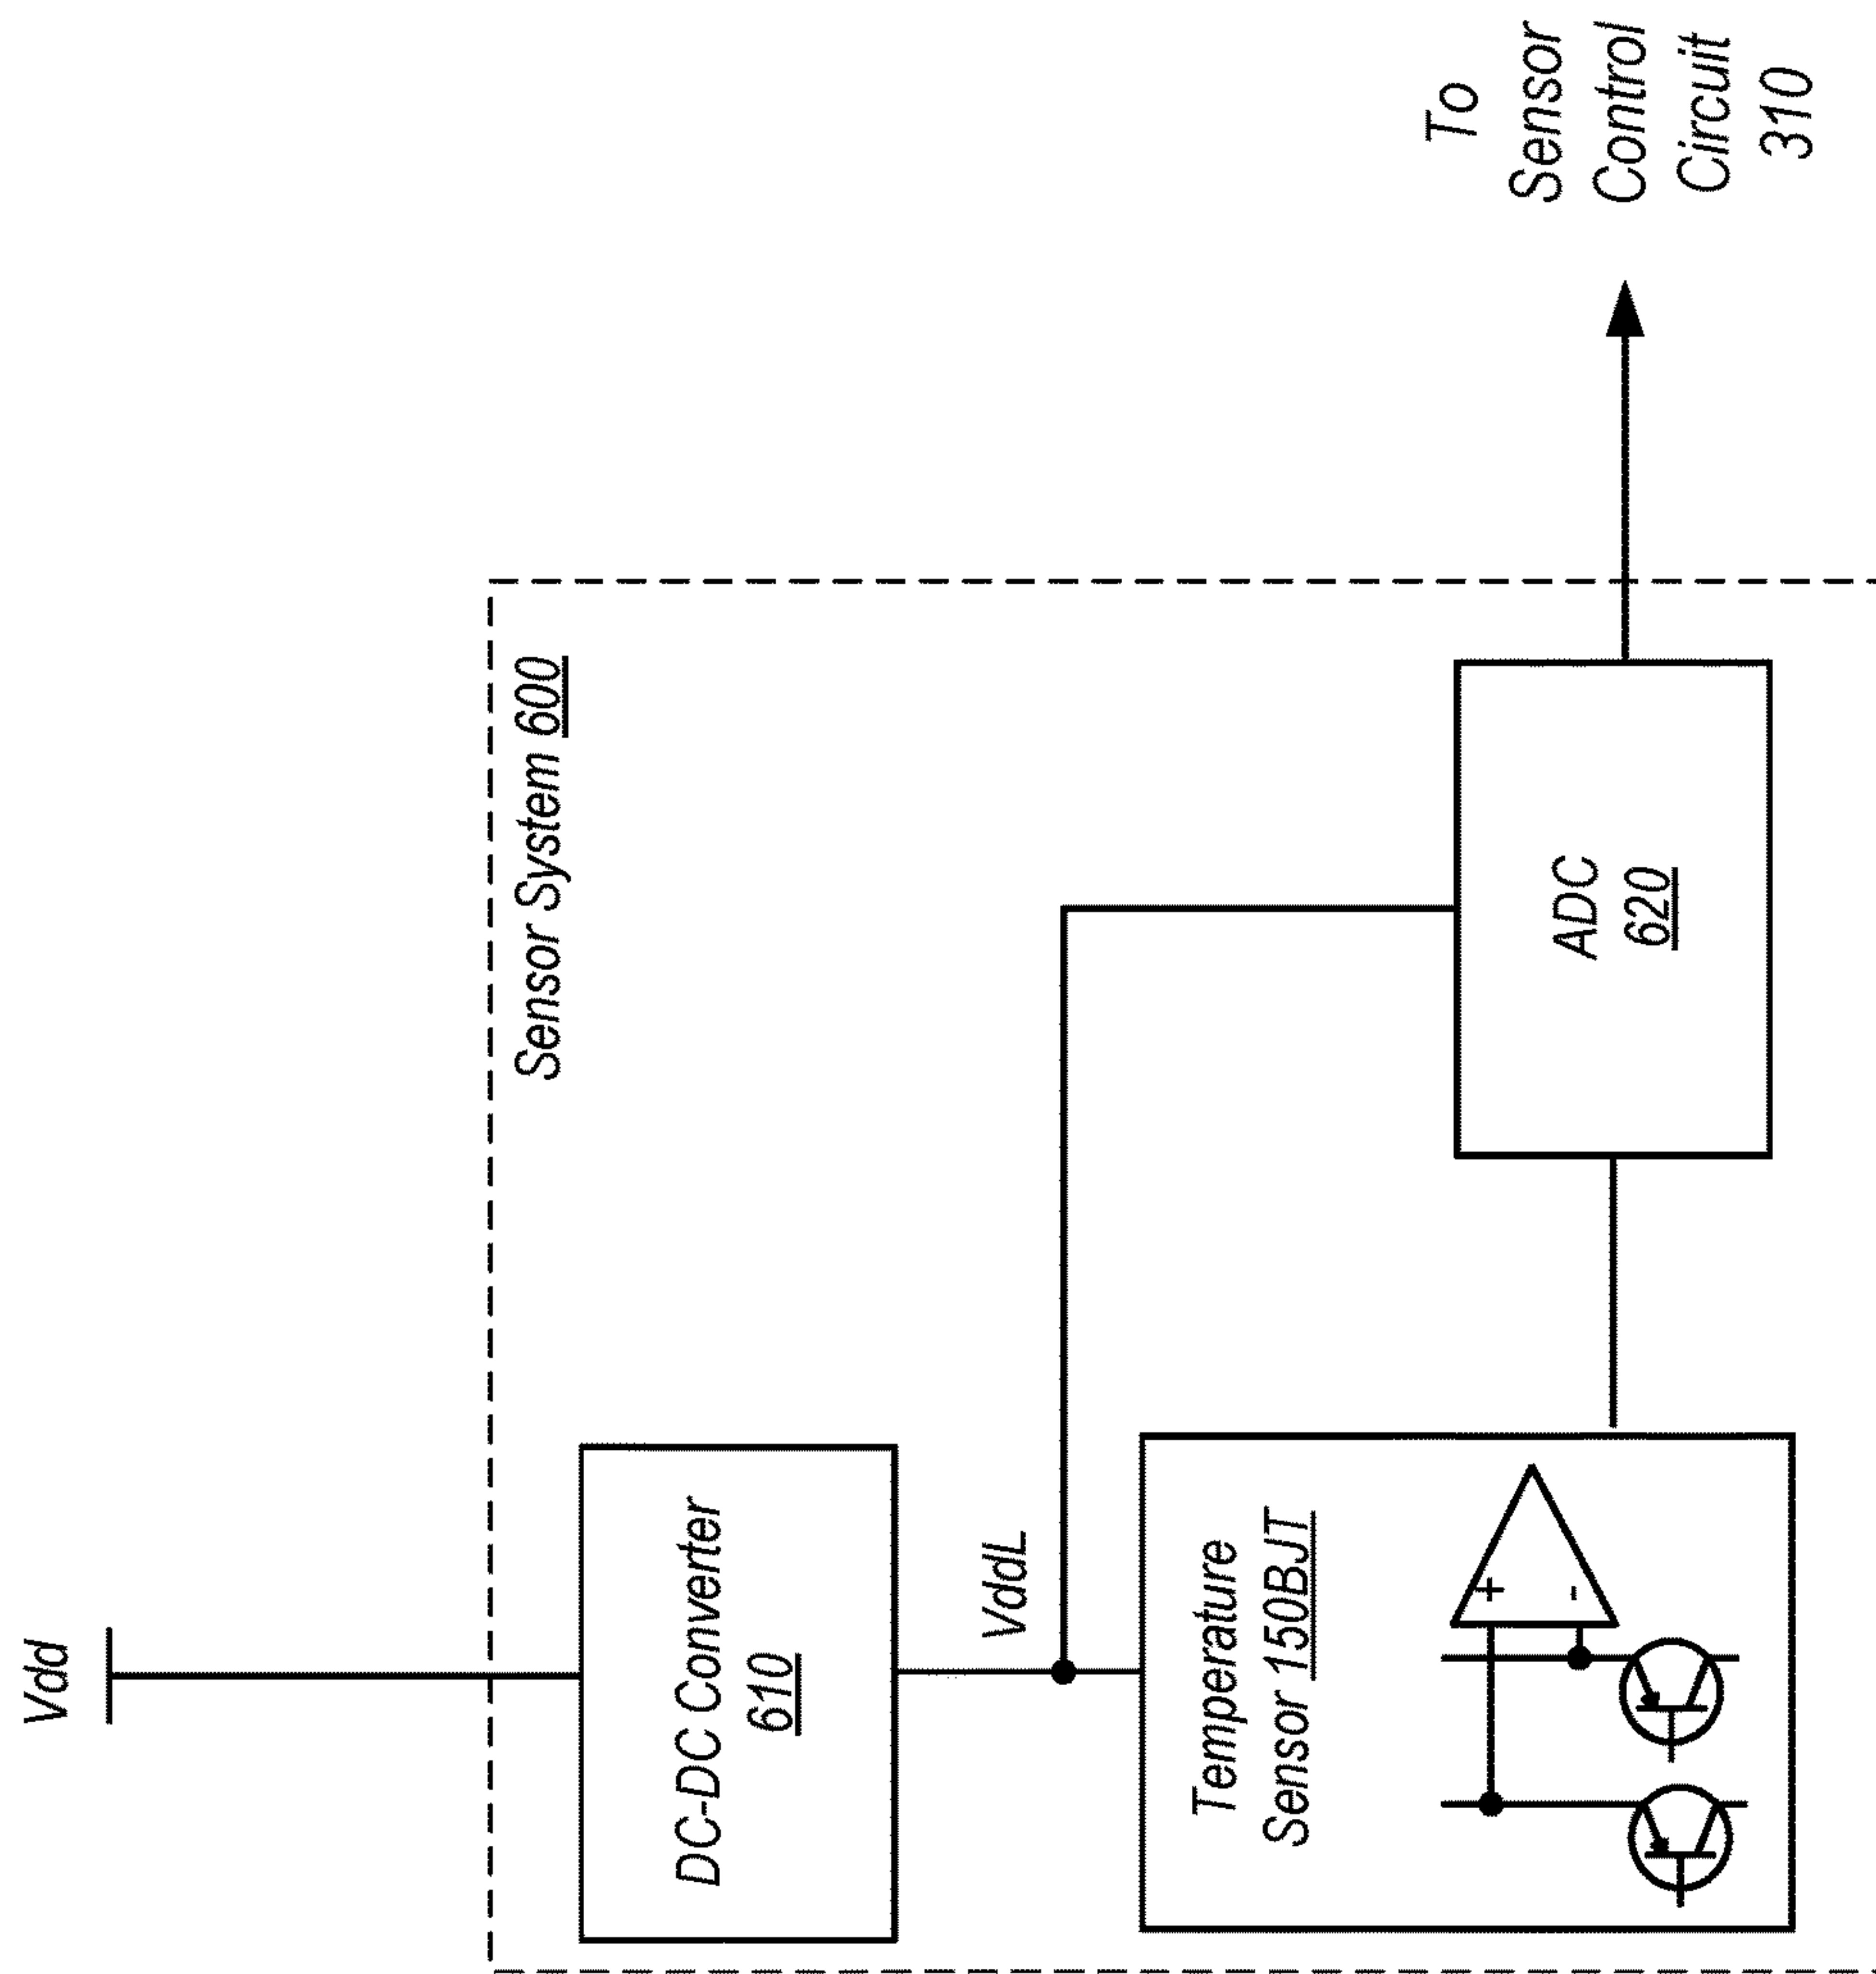 Vdd
Sensor System 600
DC-DC Converter
610
VddL
Temperature
Sensor 150BJT
+
-
ADC
620
To
Sensor
Control
Circuit
310